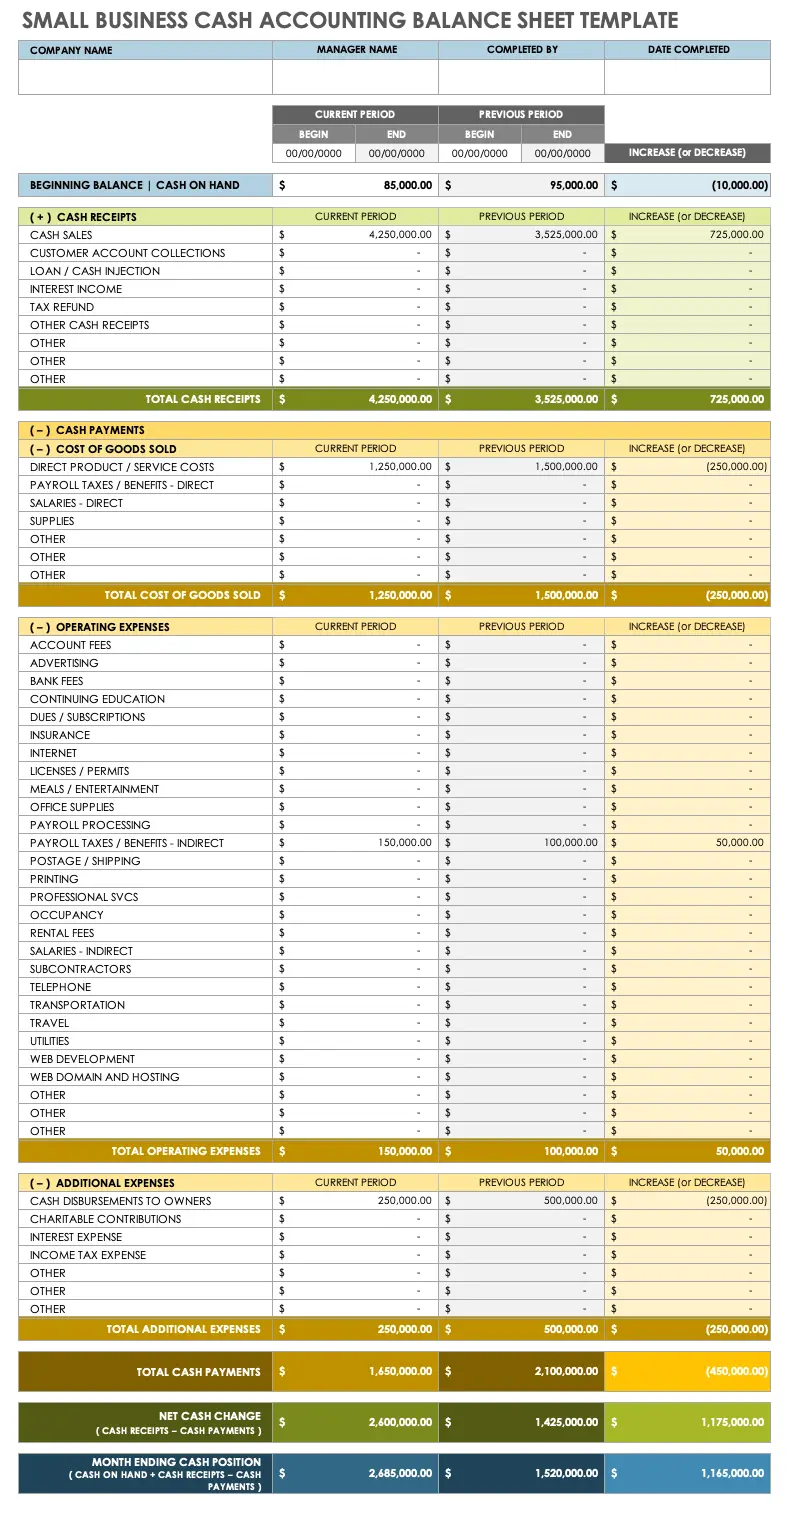 SMALL BUSINESS CASH ACCOUNTING BALANCE SHEET TEMPLATE
COMPANY NAME MANAGER NAME COMPLETED BY DATE COMPLETED
CURRENT PERIOD PREVIOUS PERIOD
BEGIN END BEGIN END
00/00/0000 00/00/0000 00/00/0000 00/00/0000 INCREASE (or DECREASE)
BEGINNING BALANCE | CASH ON HAND $ 85,000.00 $ 95,000.00 $ (10,000.00)
( + ) CASH RECEIPTS CURRENT PERIOD PREVIOUS PERIOD INCREASE (or DECREASE)
CASH SALES $ 4,250,000.00 $ 3,525,000.00 $ 725,000.00
CUSTOMER ACCOUNT COLLECTIONS $ - $ - $ -
LOAN / CASH INJECTION $ - $ - $ -
INTEREST INCOME $ - $ - $ -
TAX REFUND $ - $ - $ -
OTHER CASH RECEIPTS $ - $ - $ -
OTHER $ - $ - $ -
OTHER $ - $ - $ -
OTHER $ - $ - $ -
TOTAL CASH RECEIPTS $ 4,250,000.00 $ 3,525,000.00 $ 725,000.00
( – ) CASH PAYMENTS
( – ) COST OF GOODS SOLD CURRENT PERIOD PREVIOUS PERIOD INCREASE (or DECREASE)
DIRECT PRODUCT / SERVICE COSTS $ 1,250,000.00 $ 1,500,000.00 $ (250,000.00)
PAYROLL TAXES / BENEFITS - DIRECT $ - $ - $ -
SALARIES - DIRECT $ - $ - $ -
SUPPLIES $ - $ - $ -
OTHER $ - $ - $ -
OTHER $ - $ - $ -
OTHER $ - $ - $ -
TOTAL COST OF GOODS SOLD $ 1,250,000.00 $ 1,500,000.00 $ (250,000.00)
( – ) OPERATING EXPENSES CURRENT PERIOD PREVIOUS PERIOD INCREASE (or DECREASE)
ACCOUNT FEES $ - $ - $ -
ADVERTISING $ - $ - $ -
BANK FEES $ - $ - $ -
CONTINUING EDUCATION $ - $ - $ -
DUES / SUBSCRIPTIONS $ - $ - $ -
INSURANCE $ - $ - $ -
INTERNET $ - $ - $ -
LICENSES / PERMITS $ - $ - $ -
MEALS / ENTERTAINMENT $ - $ - $ -
OFFICE SUPPLIES $ - $ - $ -
PAYROLL PROCESSING $ - $ - $ -
PAYROLL TAXES / BENEFITS - INDIRECT $ 150,000.00 $ 100,000.00 $ 50,000.00
POSTAGE / SHIPPING $ - $ - $ -
PRINTING $ - $ - $ -
PROFESSIONAL SVCS $ - $ - $ -
OCCUPANCY $ - $ - $ -
RENTAL FEES $ - $ - $ -
SALARIES - INDIRECT $ - $ - $ -
SUBCONTRACTORS $ - $ - $ -
TELEPHONE $ - $ - $ -
TRANSPORTATION $ - $ - $ -
TRAVEL $ - $ - $ -
UTILITIES $ - $ - $ -
WEB DEVELOPMENT $ - $ - $ -
WEB DOMAIN AND HOSTING $ - $ - $ -
OTHER $ - $ - $ -
OTHER $ - $ - $ -
OTHER $ - $ - $ -
TOTAL OPERATING EXPENSES $ 150,000.00 $ 100,000.00 $ 50,000.00
( – ) ADDITIONAL EXPENSES CURRENT PERIOD PREVIOUS PERIOD INCREASE (or DECREASE)
CASH DISBURSEMENTS TO OWNERS $ 250,000.00 $ 500,000.00 $ (250,000.00)
CHARITABLE CONTRIBUTIONS $ - $ - $ -
INTEREST EXPENSE $ - $ - $ -
INCOME TAX EXPENSE $ - $ - $ -
OTHER $ - $ - $ -
OTHER $ - $ - $ -
OTHER $ - $ - $ -
TOTAL ADDITIONAL EXPENSES $ 250,000.00 $ 500,000.00 $ (250,000.00)
TOTAL CASH PAYMENTS $ 1,650,000.00 $ 2,100,000.00 $ (450,000.00)
NET CASH CHANGE
( CASH RECEIPTS – CASH PAYMENTS ) $ 2,600,000.00 $ 1,425,000.00 $ 1,175,000.00
MONTH ENDING CASH POSITION
( CASH ON HAND + CASH RECEIPTS – CASH $ 2,685,000.00 $ 1,520,000.00 $ 1,165,000.00
PAYMENTS )